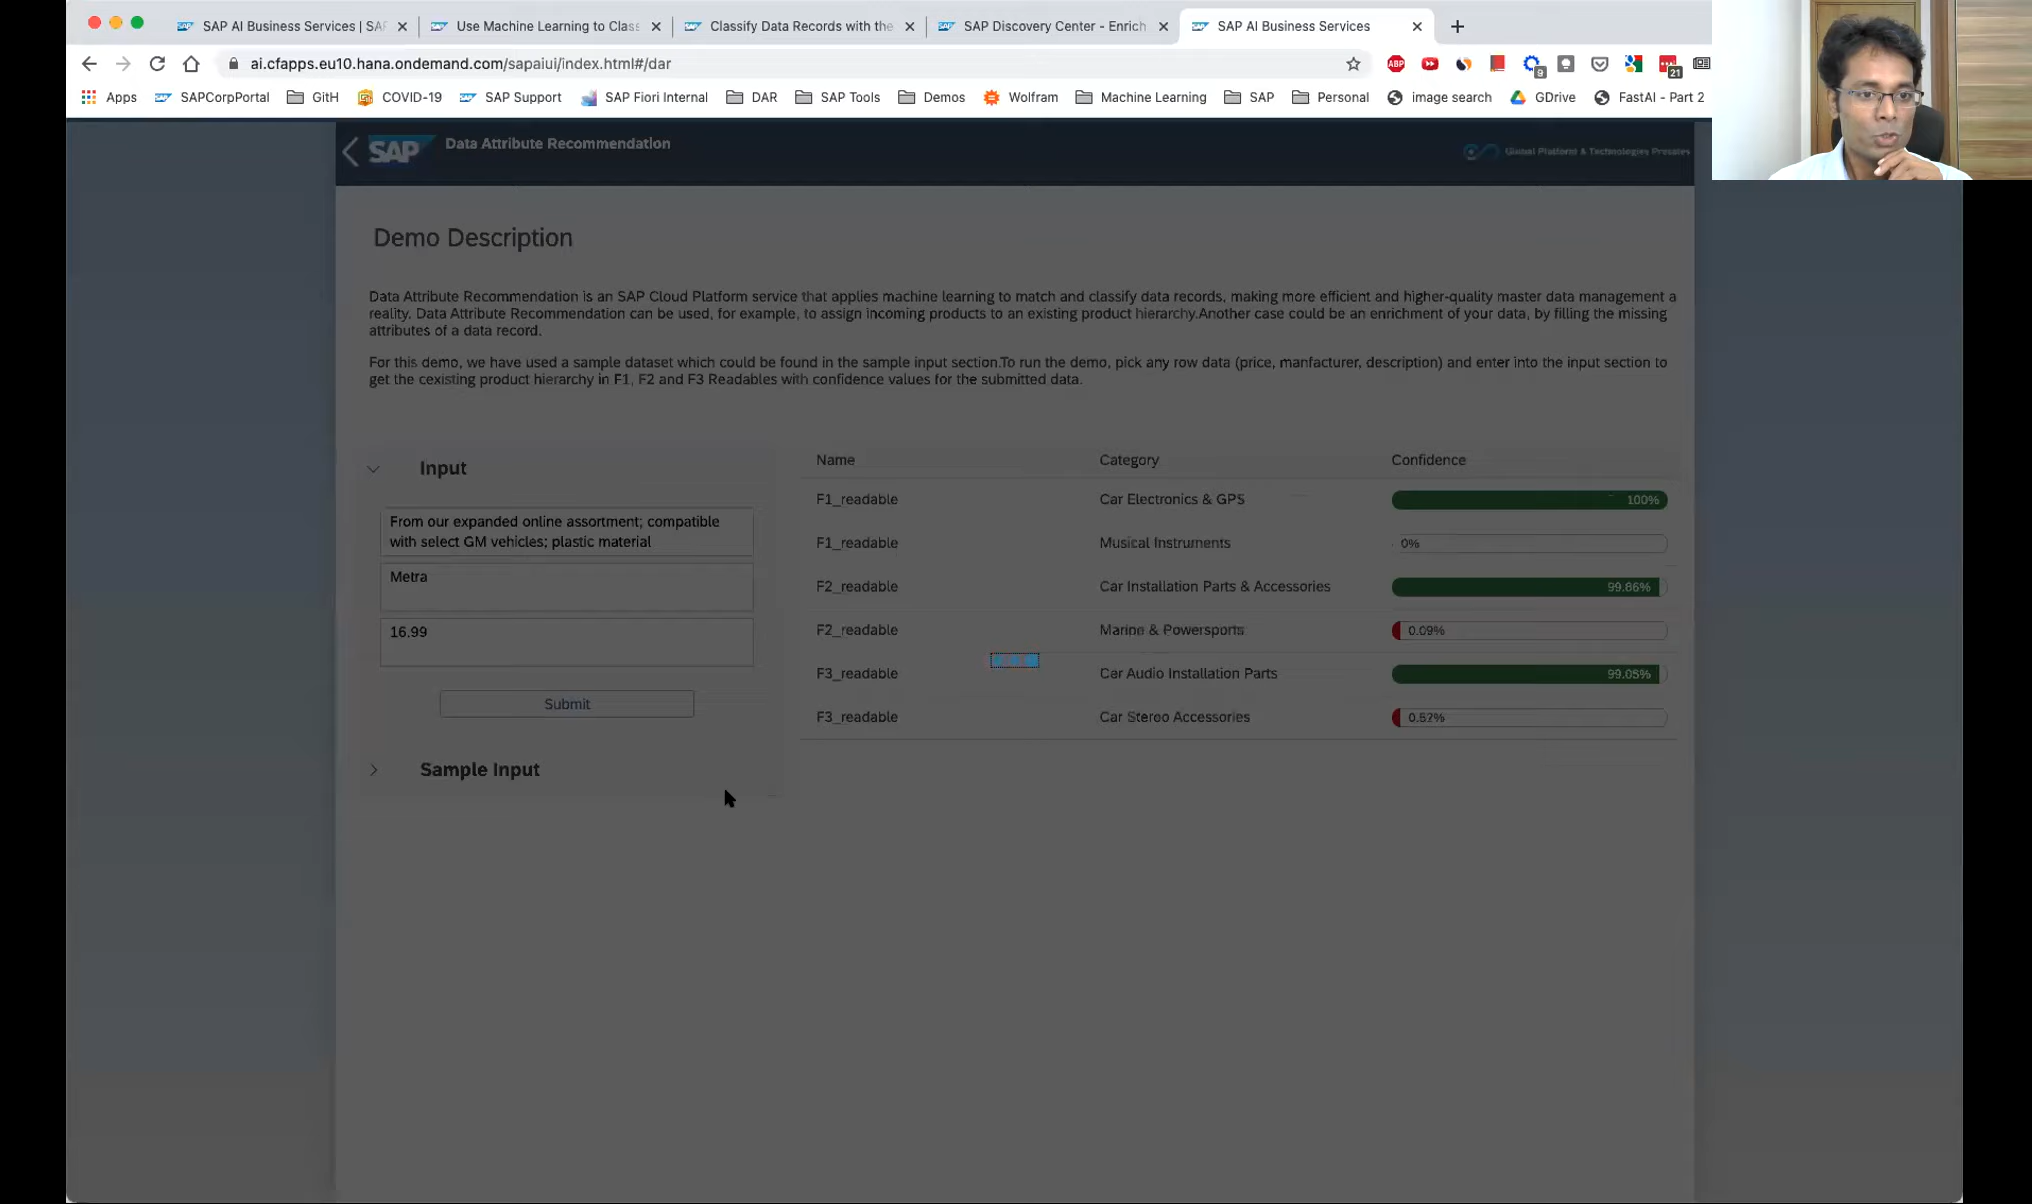 SAP AI Business Services | SA
Use Machine Learning to Clas
Classify Data Records with the
SAP Discovery Center - Enrich
SAP AI Business Services
ai.cfapps.eu10.hana.ondemand.com/sapaiui/index.html#/dar
ABP
9
21
Apps
SAPCorpPortal
GitH
COVID-19
SAP Support
SAP Fiori Internal
DAR
SAP Tools
Demos
Wolfram
Machine Learning
SAP
Personal
image search
GDrive
FastAI - Part 2
SAP
Data Attribute Recommendation
Global Platform & Technologies Presales
Demo Description
Data Attribute Recommendation is an SAP Cloud Platform service that applies machine learning to match and classify data records, making more efficient and higher-quality master data management a
reality. Data Attribute Recommendation can be used, for example, to assign incoming products to an existing product hierarchy.Another case could be an enrichment of your data, by filling the missing
attributes of a data record.
For this demo, we have used a sample dataset which could be found in the sample input section.To run the demo, pick any row data (price, manfacturer, description) and enter into the input section to
get the cexisting product hierarchy in F1, F2 and F3 Readables with confidence values for the submitted data.
Input
From our expanded online assortment; compatible
with select GM vehicles; plastic material
Metra
16.99
Submit
Sample Input
Name Category Confidence
F1_readable Car Electronics & GPS 100%
F1_readable Musical Instruments 0%
F2_readable Car Installation Parts & Accessories 99.86%
F2_readable Marine & Powersports 0.09%
F3_readable Car Audio Installation Parts 99.05%
F3_readable Car Stereo Accessories 0.52%